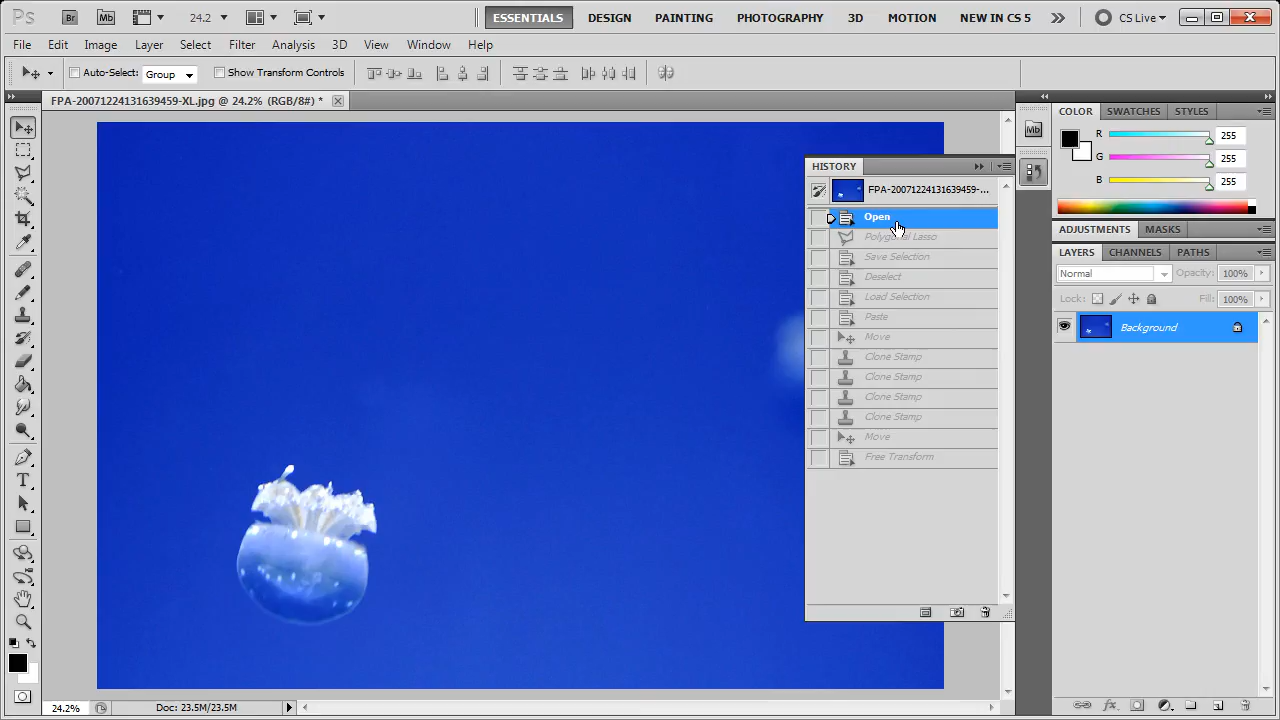 Ps Br Mb 24.2 ESSENTIALS DESIGN PAINTING PHOTOGRAPHY 3D MOTION NEW IN CS 5 CS Live
File Edit Image Layer Select Filter Analysis 3D View Window Help
Auto-Select: Group Show Transform Controls
FPA-20071224131639459-XL.jpg @ 24.2% (RGB/8#) *
HISTORY
FPA-20071224131639459-...
Open
Polygonal Lasso
Save Selection
Deselect
Load Selection
Paste
Move
Clone Stamp
Clone Stamp
Clone Stamp
Clone Stamp
Move
Free Transform
Mb
COLOR SWATCHES STYLES
R 255
G 255
B 255
ADJUSTMENTS MASKS
LAYERS CHANNELS PATHS
Normal Opacity: 100%
Lock: Fill: 100%
Background
T
fx
24.2% Doc: 23.5M/23.5M